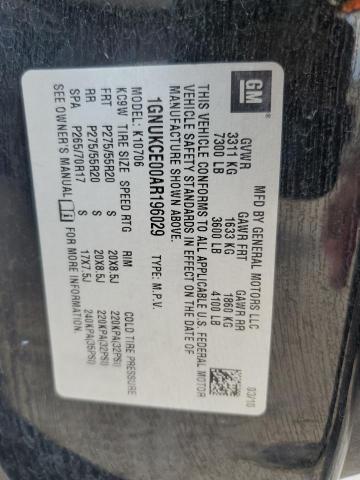 GM
MFD BY GENERAL MOTORS LLC 03/10
GVWR GAWR FRT GAWR RR
3311 KG 1633 KG 1860 KG
7300 LB 3600 LB 4100 LB
THIS VEHICLE CONFORMS TO ALL APPLICABLE U.S. FEDERAL MOTOR
VEHICLE SAFETY STANDARDS IN EFFECT ON THE DATE OF
MANUFACTURE SHOWN ABOVE.
1GNUKCE00AR196029 TYPE: M.P.V.
MODEL: K10706
KC9W TIRE SIZE SPEED RTG RIM COLD TIRE PRESSURE
FRT P275/55R20 S 20X8.5J 220KPA(32PSI)
RR P275/55R20 S 20X8.5J 220KPA(32PSI)
SPA P265/70R17 S 17X7.5J 240KPA(35PSI)
SEE OWNER'S MANUAL FOR MORE INFORMATION.